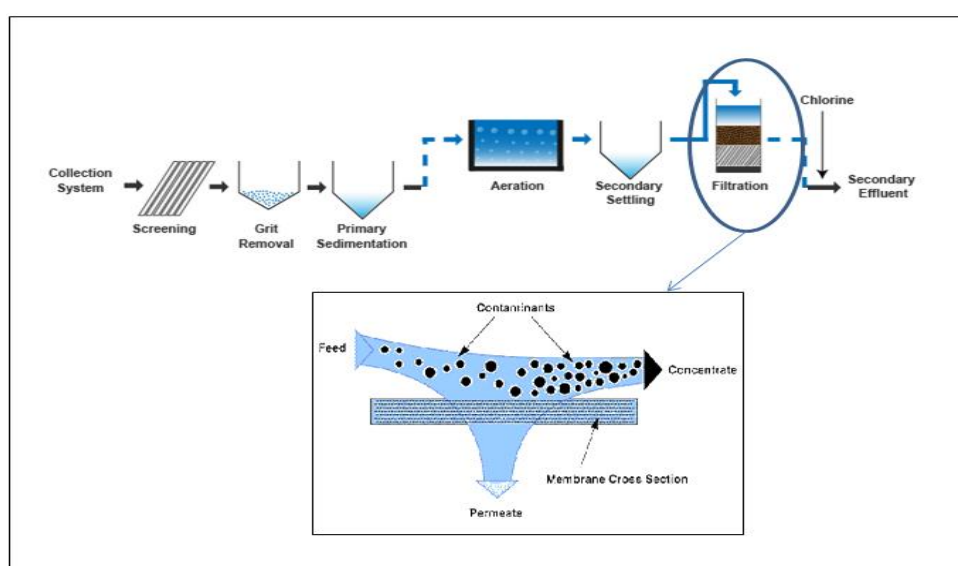 Chlorine
Collection
System
Screening
Grit
Removal
Primary
Sedimentation
Aeration
Secondary
Settling
Filtration
Secondary
Effluent
Contaminants
Feed
Concentrate
Membrane Cross Section
Permeate